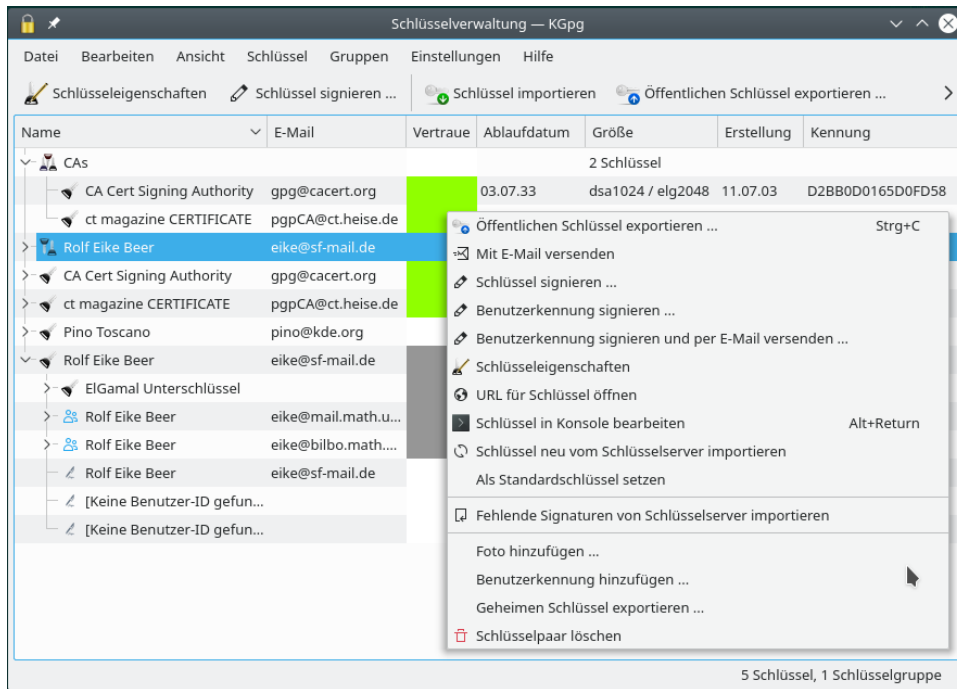 Schlüsselverwaltung — KGpg
Datei Bearbeiten Ansicht Schlüssel Gruppen Einstellungen Hilfe
Schlüsseleigenschaften Schlüssel signieren ... Schlüssel importieren Öffentlichen Schlüssel exportieren ...
Name E-Mail Vertraue Ablaufdatum Größe Erstellung Kennung
CAs 2 Schlüssel
CA Cert Signing Authority gpg@cacert.org 03.07.33 dsa1024 / elg2048 11.07.03 D2BB0D0165D0FD58
ct magazine CERTIFICATE pgpCA@ct.heise.de
Rolf Eike Beer eike@sf-mail.de
CA Cert Signing Authority gpg@cacert.org
ct magazine CERTIFICATE pgpCA@ct.heise.de
Pino Toscano pino@kde.org
Rolf Eike Beer eike@sf-mail.de
ElGamal Unterschlüssel
Rolf Eike Beer eike@mail.math.u...
Rolf Eike Beer eike@bilbo.math....
Rolf Eike Beer eike@sf-mail.de
[Keine Benutzer-ID gefun...
[Keine Benutzer-ID gefun...
Öffentlichen Schlüssel exportieren ... Strg+C
Mit E-Mail versenden
Schlüssel signieren ...
Benutzerkennung signieren ...
Benutzerkennung signieren und per E-Mail versenden ...
Schlüsseleigenschaften
URL für Schlüssel öffnen
Schlüssel in Konsole bearbeiten Alt+Return
Schlüssel neu vom Schlüsselserver importieren
Als Standardschlüssel setzen
Fehlende Signaturen von Schlüsselserver importieren
Foto hinzufügen ...
Benutzerkennung hinzufügen ...
Geheimen Schlüssel exportieren ...
Schlüsselpaar löschen
5 Schlüssel, 1 Schlüsselgruppe